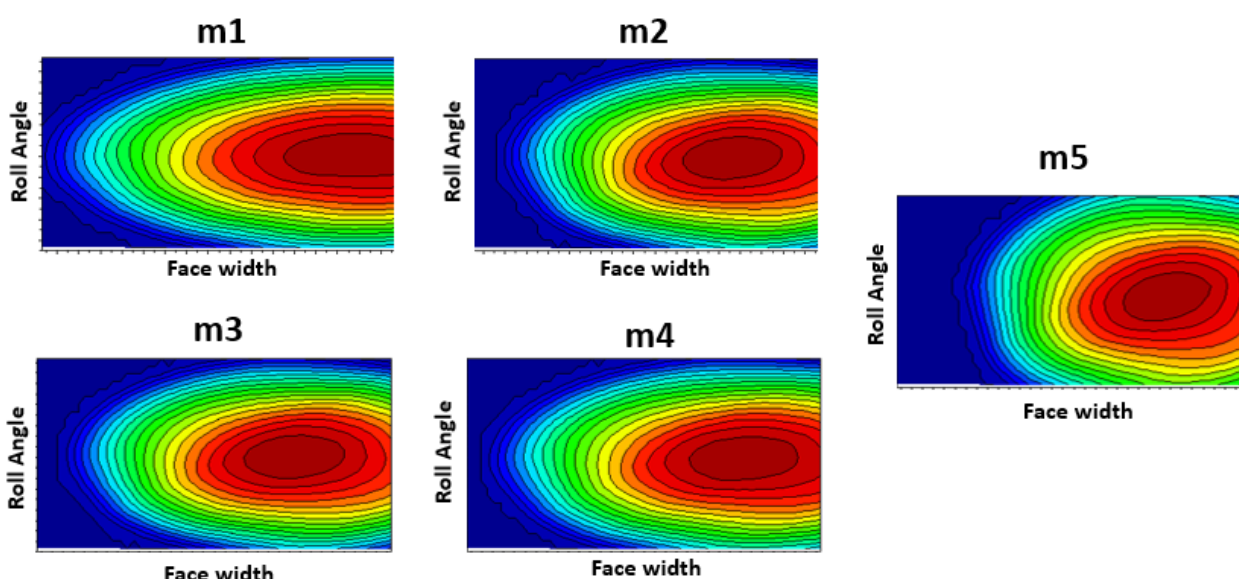 m1
Roll Angle
Face width
m2
Roll Angle
Face width
m5
Roll Angle
Face width
m3
Roll Angle
Face width
m4
Roll Angle
Face width